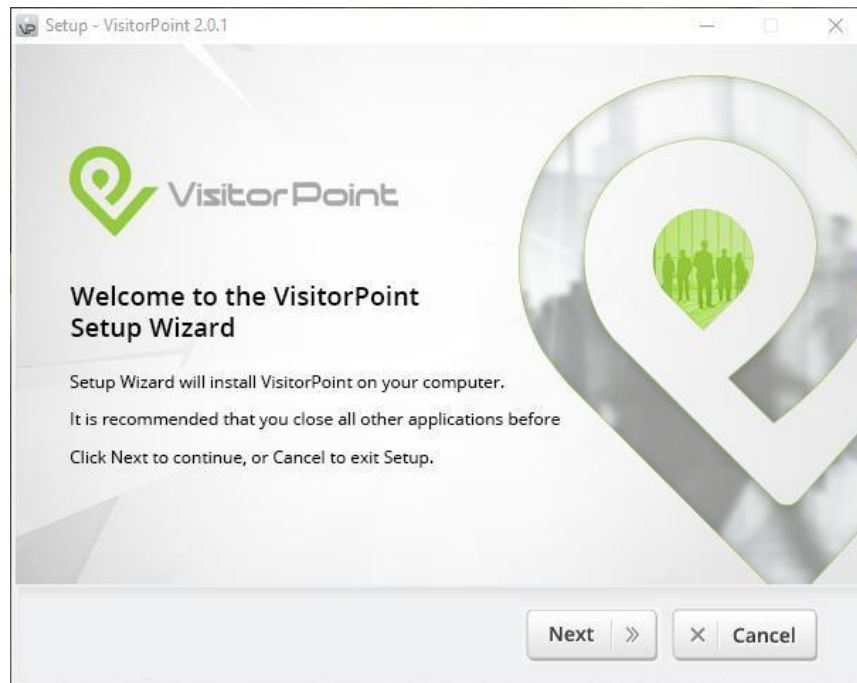 Setup - VisitorPoint 2.0.1
VisitorPoint
Welcome to the VisitorPoint
Setup Wizard
Setup Wizard will install VisitorPoint on your computer.
It is recommended that you close all other applications before
Click Next to continue, or Cancel to exit Setup.
Next
Cancel